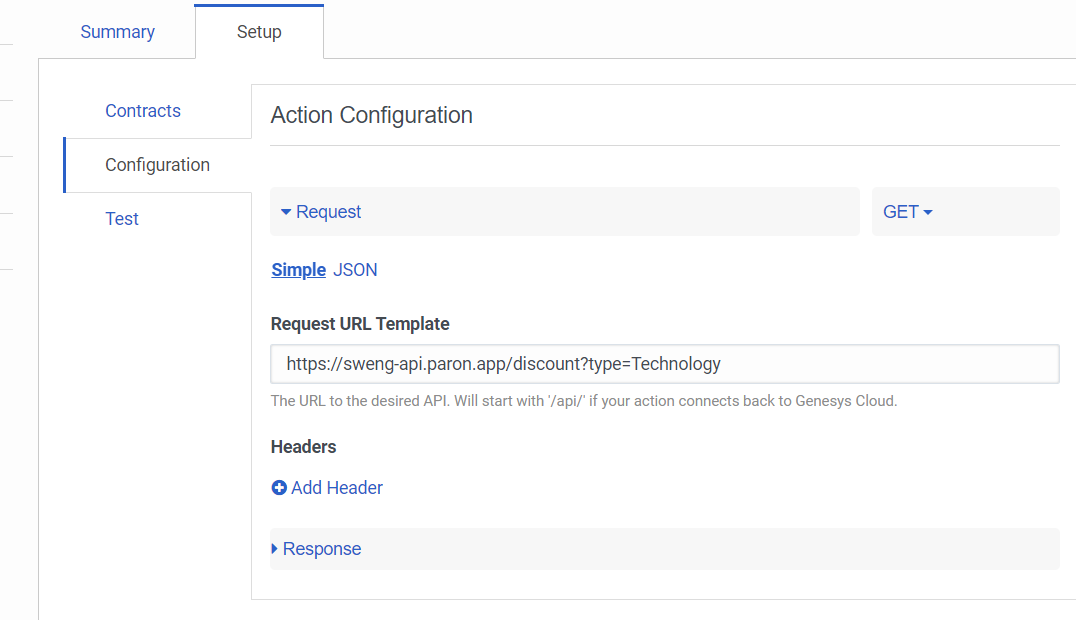 Summary
Setup
Contracts
Configuration
Test
Action Configuration
Request
GET
Simple JSON
Request URL Template
https://sweng-api.paron.app/discount?type=Technology
The URL to the desired API. Will start with '/api/' if your action connects back to Genesys Cloud.
Headers
Add Header
Response